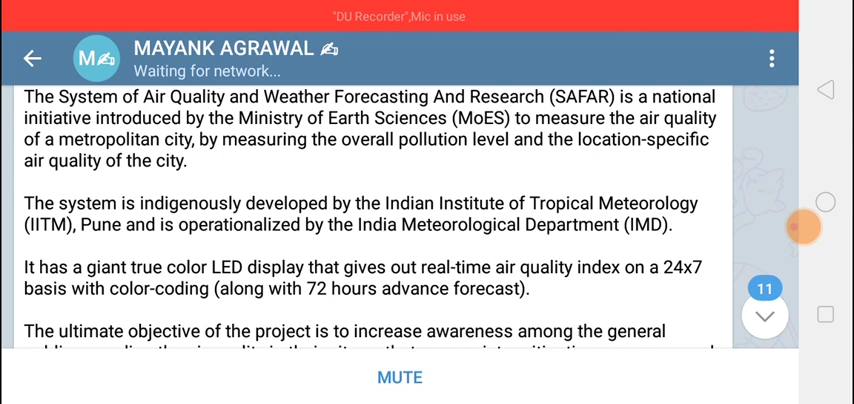 "DU Recorder",Mic in use
MAYANK AGRAWAL ✍
M✍
Waiting for network...
The System of Air Quality and Weather Forecasting And Research (SAFAR) is a national
initiative introduced by the Ministry of Earth Sciences (MoES) to measure the air quality
of a metropolitan city, by measuring the overall pollution level and the location-specific
air quality of the city.
The system is indigenously developed by the Indian Institute of Tropical Meteorology
(IITM), Pune and is operationalized by the India Meteorological Department (IMD).
It has a giant true color LED display that gives out real-time air quality index on a 24x7
basis with color-coding (along with 72 hours advance forecast).
11
The ultimate objective of the project is to increase awareness among the general
MUTE